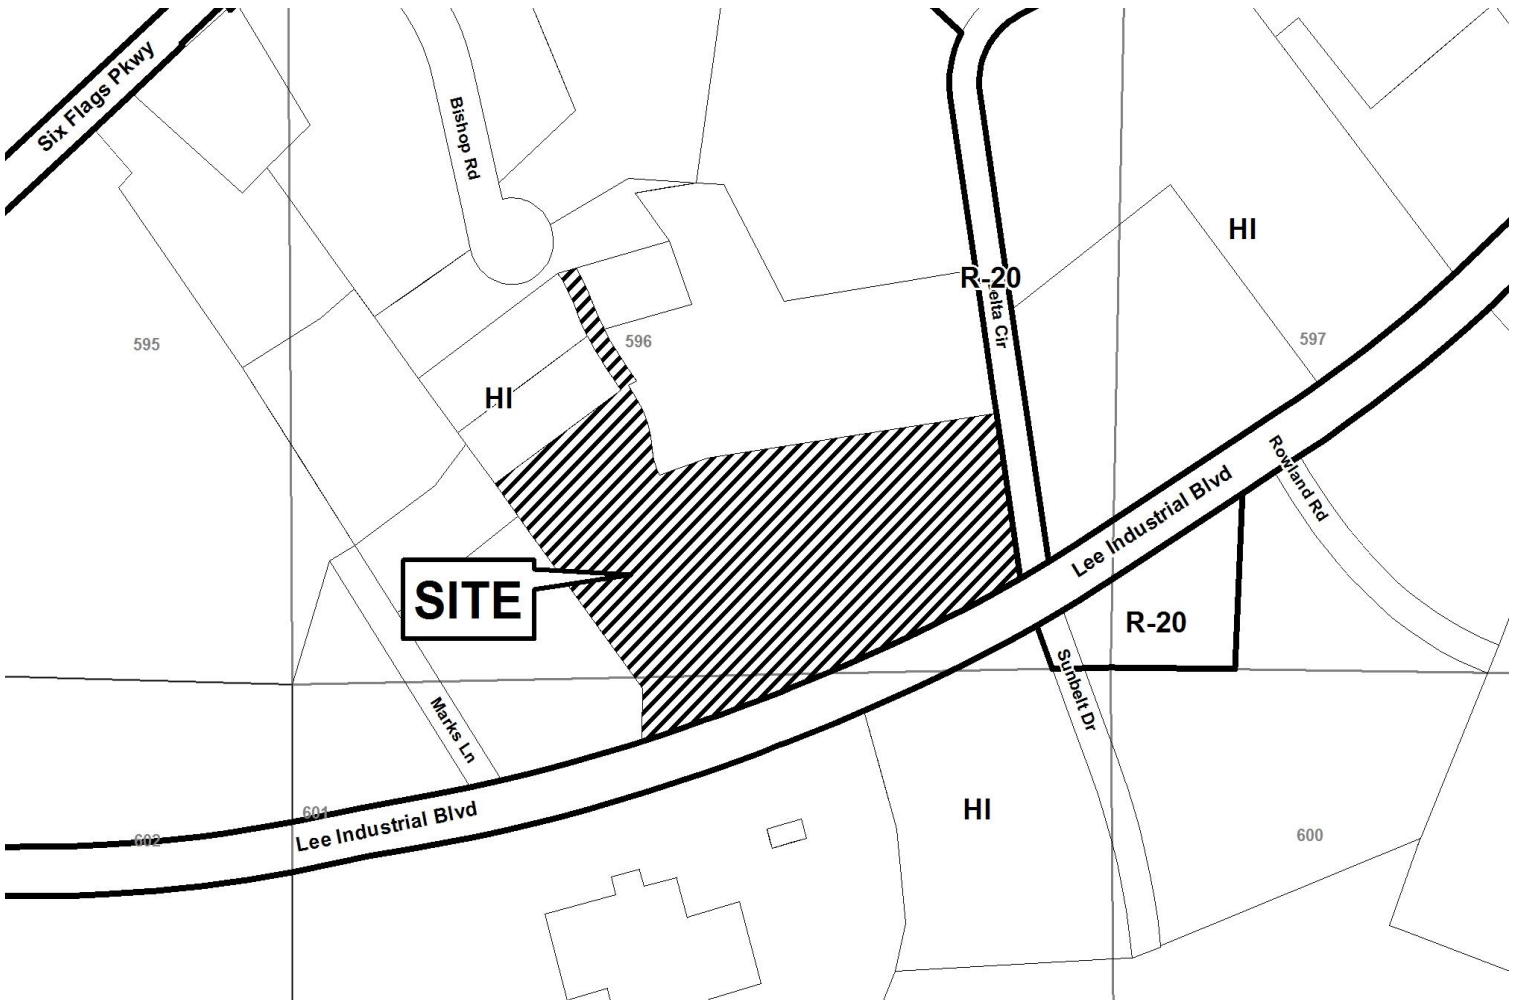 Six Flags Pkwy
Bishop Rd
HI
R-20
elta Cir
595
596
597
HI
Rowland Rd
Lee Industrial Blvd
SITE
R-20
Sunbelt Dr
Marks Ln
601
Lee Industrial Blvd
602
HI
600